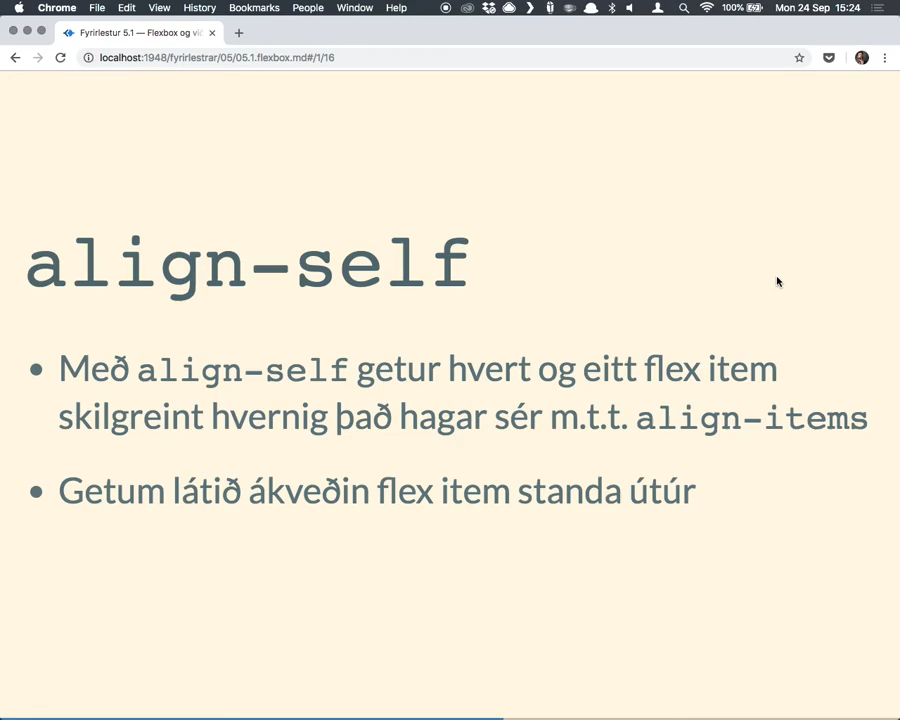 Chrome File Edit View History Bookmarks People Window Help 100% Mon 24 Sep 15:24
Fyrirlestur 5.1 — Flexbox og vi
localhost:1948/fyrirlestrar/05/05.1.flexbox.md#/1/16
align-self
• Með align-self getur hvert og eitt flex item
skilgreint hvernig það hagar sér m.t.t. align-items
• Getum látið ákveðin flex item standa útúr